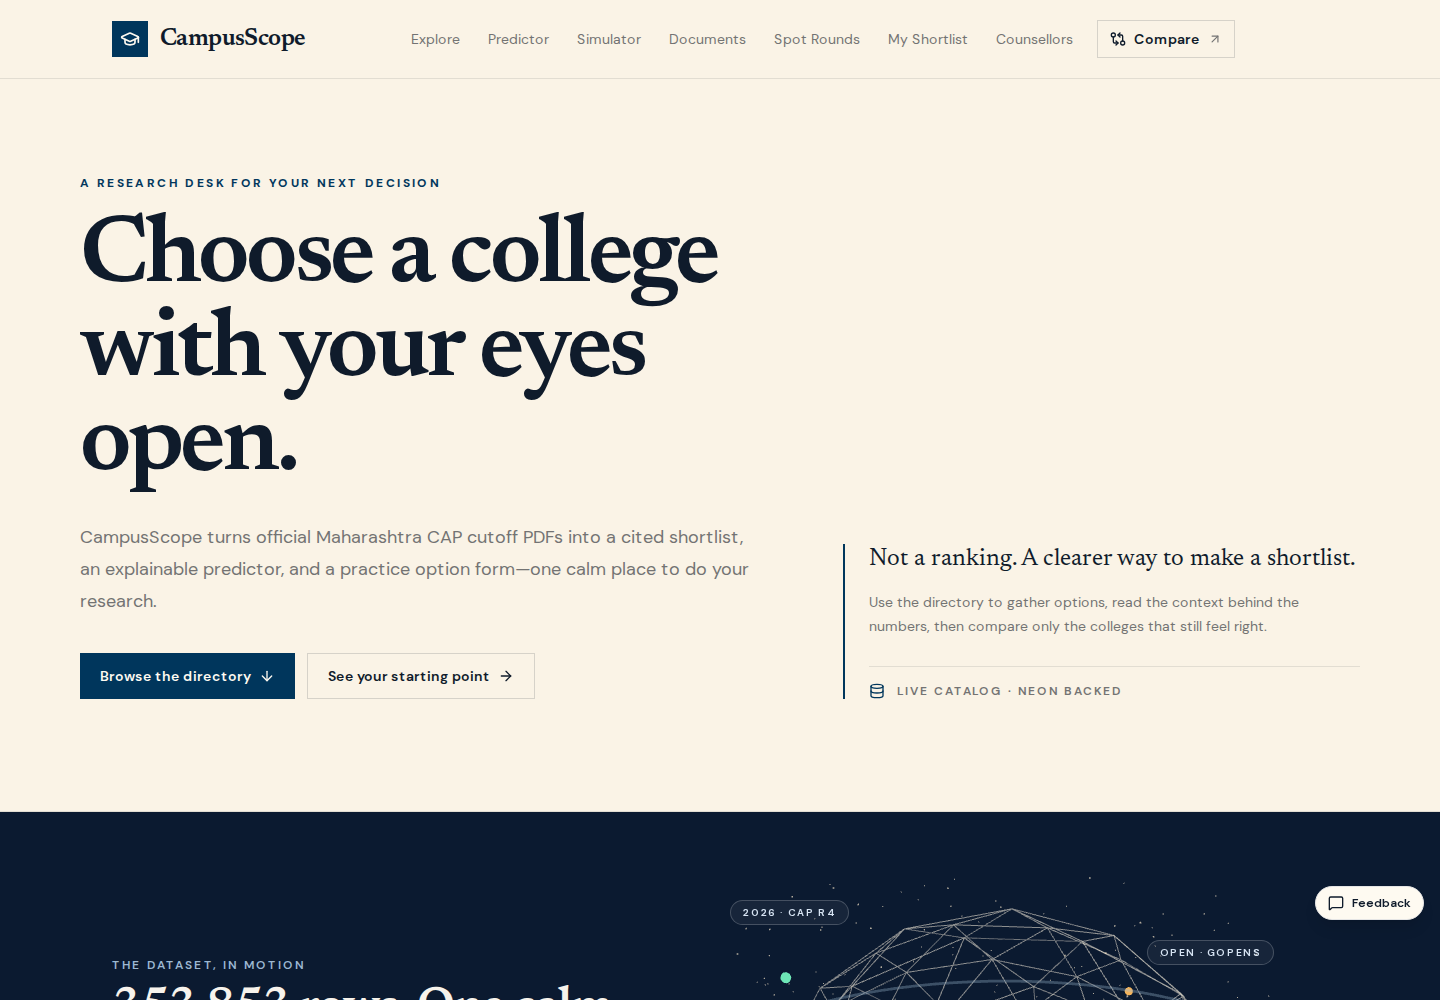 CampusScope
Explore
Predictor
Simulator
Documents
Spot Rounds
My Shortlist
Counsellors
Compare
A RESEARCH DESK FOR YOUR NEXT DECISION
Choose a college
with your eyes
open.
CampusScope turns official Maharashtra CAP cutoff PDFs into a cited shortlist,
an explainable predictor, and a practice option form—one calm place to do your
research.
Browse the directory
See your starting point
Not a ranking. A clearer way to make a shortlist.
Use the directory to gather options, read the context behind the
numbers, then compare only the colleges that still feel right.
LIVE CATALOG · NEON BACKED
2026 · CAP R4
Feedback
OPEN · GOPENS
THE DATASET, IN MOTION
rows. One calm